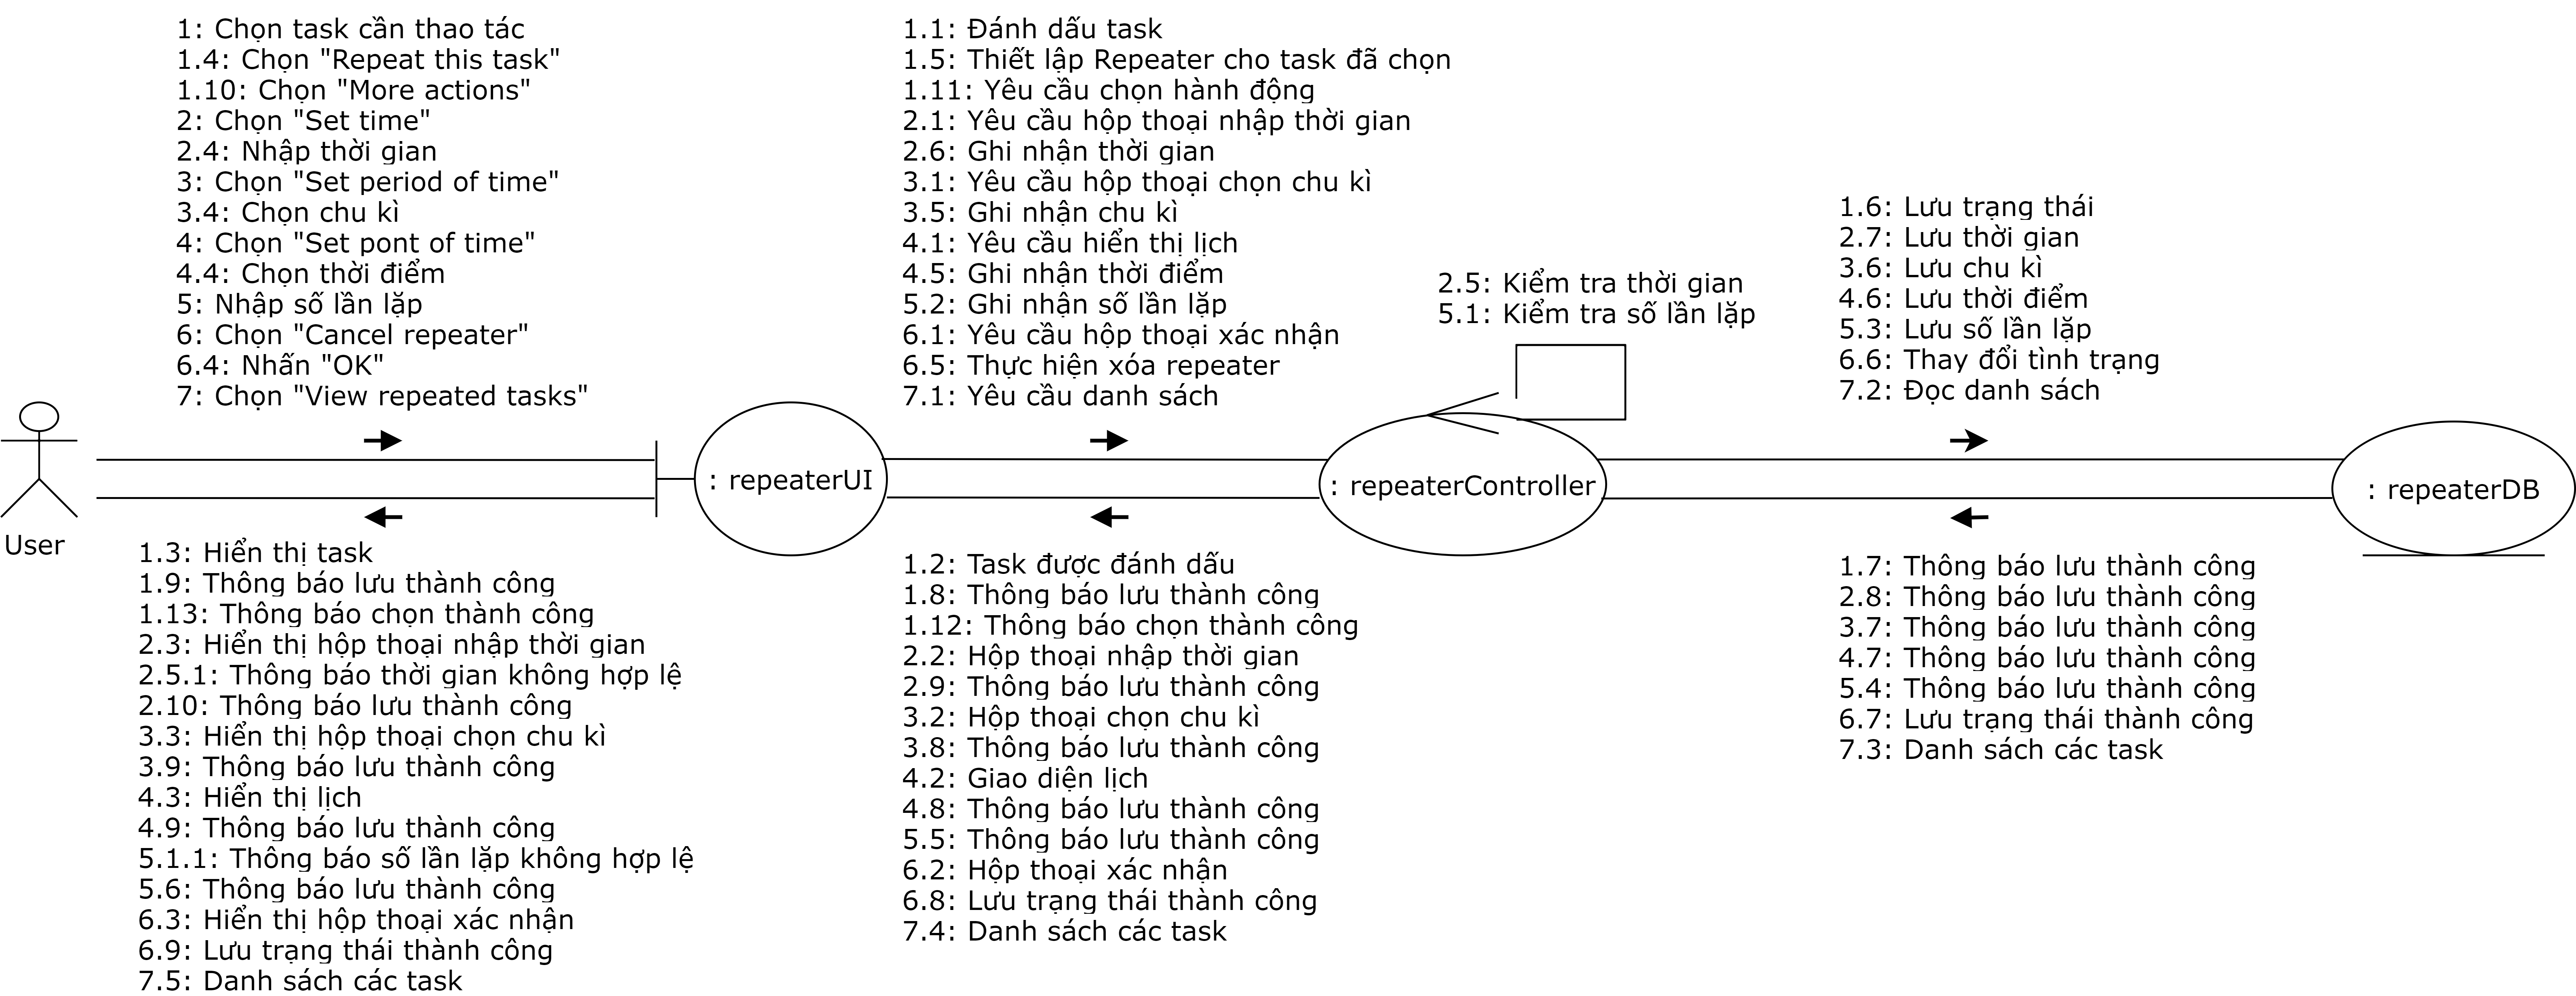 1: Chọn task cần thao tác
1.4: Chọn "Repeat this task"
1.10: Chọn "More actions"
2: Chọn "Set time"
2.4: Nhập thời gian
3: Chọn "Set period of time"
3.4: Chọn chu kì
4: Chọn "Set pont of time"
4.4: Chọn thời điểm
5: Nhập số lần lặp
6: Chọn "Cancel repeater"
6.4: Nhấn "OK"
7: Chọn "View repeated tasks"
1.1: Đánh dấu task
1.5: Thiết lập Repeater cho task đã chọn
1.11: Yêu cầu chọn hành động
2.1: Yêu cầu hộp thoại nhập thời gian
2.6: Ghi nhận thời gian
3.1: Yêu cầu hộp thoại chọn chu kì
3.5: Ghi nhận chu kì
4.1: Yêu cầu hiển thị lịch
4.5: Ghi nhận thời điểm
5.2: Ghi nhận số lần lặp
6.1: Yêu cầu hộp thoại xác nhận
6.5: Thực hiện xóa repeater
7.1: Yêu cầu danh sách
2.5: Kiểm tra thời gian
5.1: Kiểm tra số lần lặp
1.6: Lưu trạng thái
2.7: Lưu thời gian
3.6: Lưu chu kì
4.6: Lưu thời điểm
5.3: Lưu số lần lặp
6.6: Thay đổi tình trạng
7.2: Đọc danh sách
User
: repeaterUI
: repeaterController
: repeaterDB
1.3: Hiển thị task
1.9: Thông báo lưu thành công
1.13: Thông báo chọn thành công
2.3: Hiển thị hộp thoại nhập thời gian
2.5.1: Thông báo thời gian không hợp lệ
2.10: Thông báo lưu thành công
3.3: Hiển thị hộp thoại chọn chu kì
3.9: Thông báo lưu thành công
4.3: Hiển thị lịch
4.9: Thông báo lưu thành công
5.1.1: Thông báo số lần lặp không hợp lệ
5.6: Thông báo lưu thành công
6.3: Hiển thị hộp thoại xác nhận
6.9: Lưu trạng thái thành công
7.5: Danh sách các task
1.2: Task được đánh dấu
1.8: Thông báo lưu thành công
1.12: Thông báo chọn thành công
2.2: Hộp thoại nhập thời gian
2.9: Thông báo lưu thành công
3.2: Hộp thoại chọn chu kì
3.8: Thông báo lưu thành công
4.2: Giao diện lịch
4.8: Thông báo lưu thành công
5.5: Thông báo lưu thành công
6.2: Hộp thoại xác nhận
6.8: Lưu trạng thái thành công
7.4: Danh sách các task
1.7: Thông báo lưu thành công
2.8: Thông báo lưu thành công
3.7: Thông báo lưu thành công
4.7: Thông báo lưu thành công
5.4: Thông báo lưu thành công
6.7: Lưu trạng thái thành công
7.3: Danh sách các task